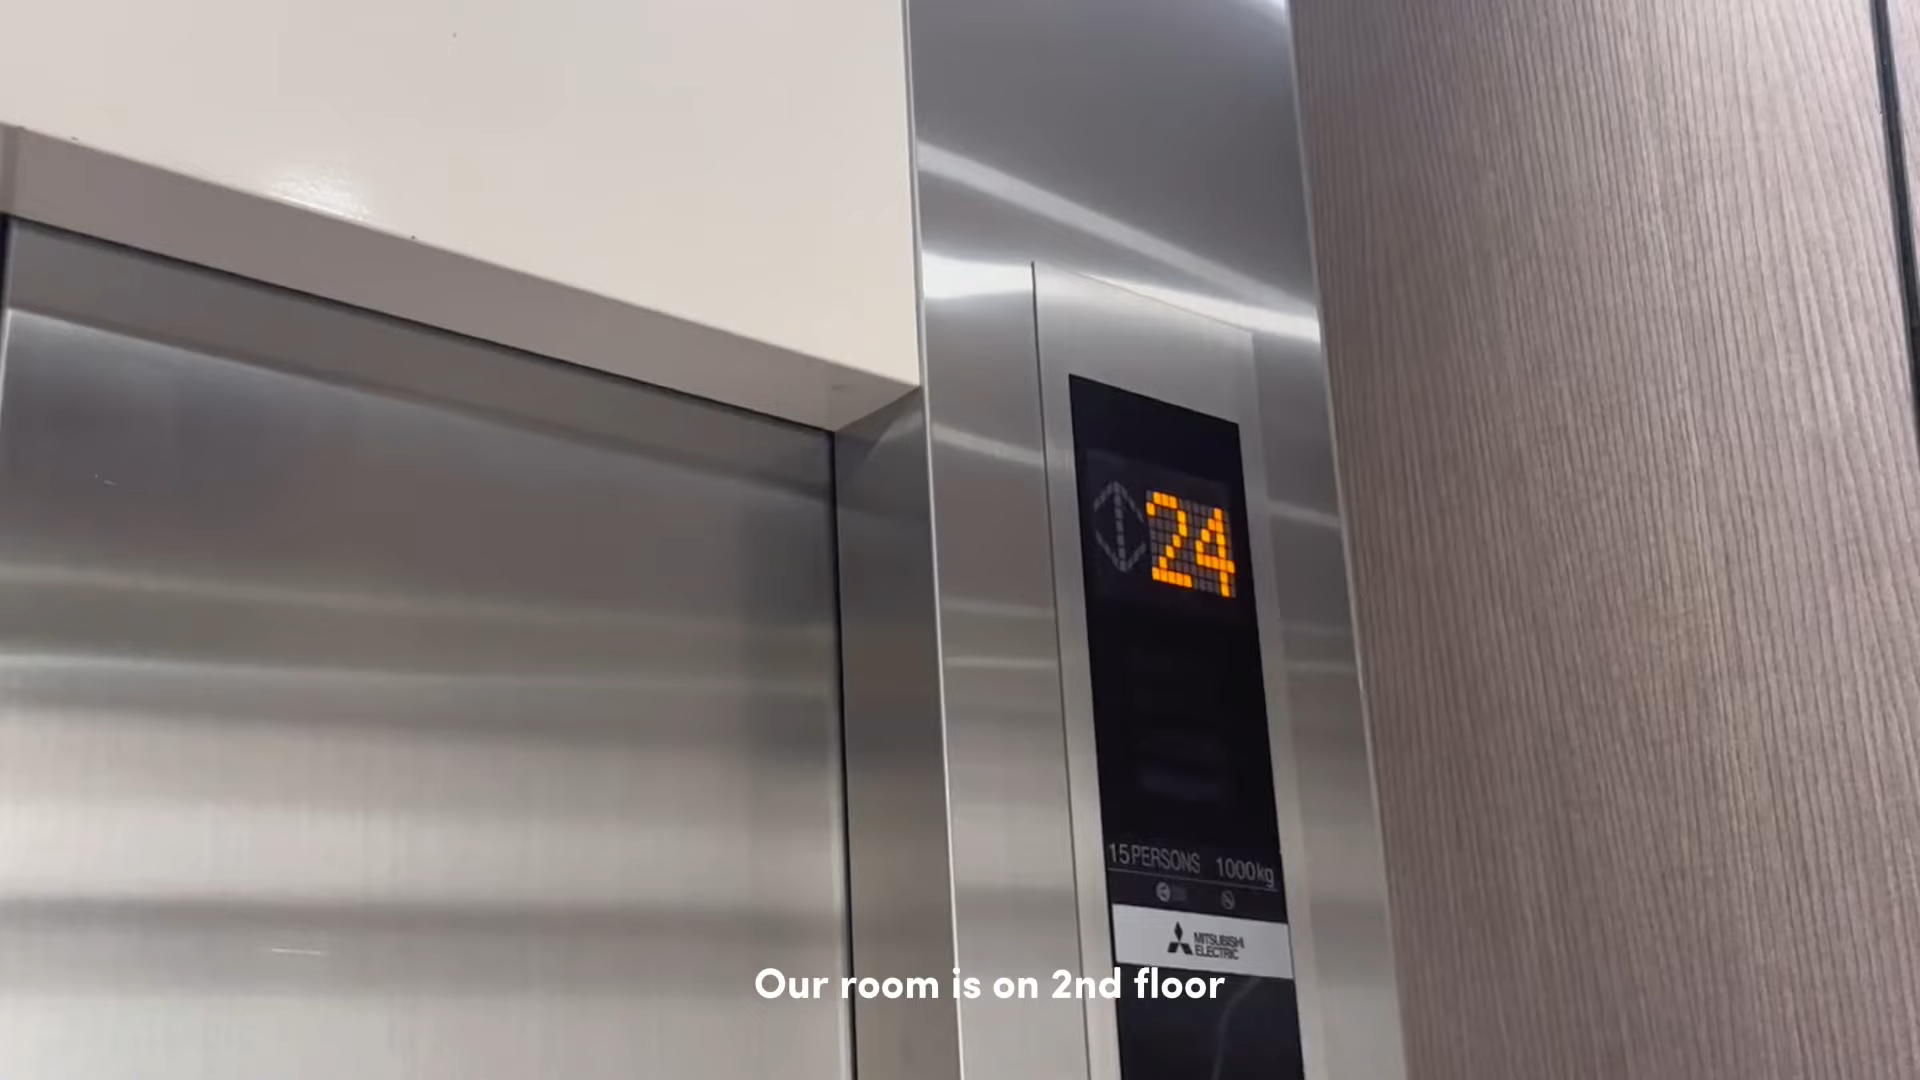 24
15PERSONS 1000kg
MITSUBISHI
ELECTRIC
Our room is on 2nd floor